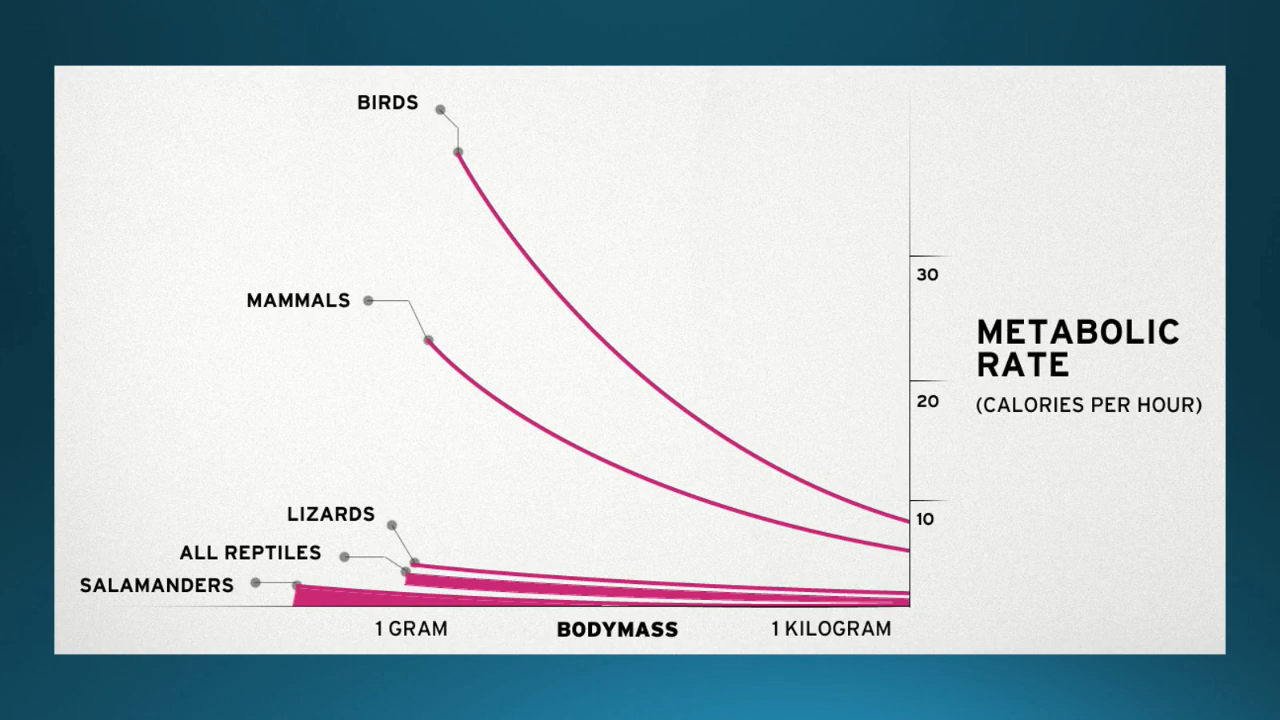 BIRDS
MAMMALS
30
METABOLIC
RATE
20
(CALORIES PER HOUR)
LIZARDS
10
ALL REPTILES
SALAMANDERS
1 GRAM
BODYMASS
1 KILOGRAM